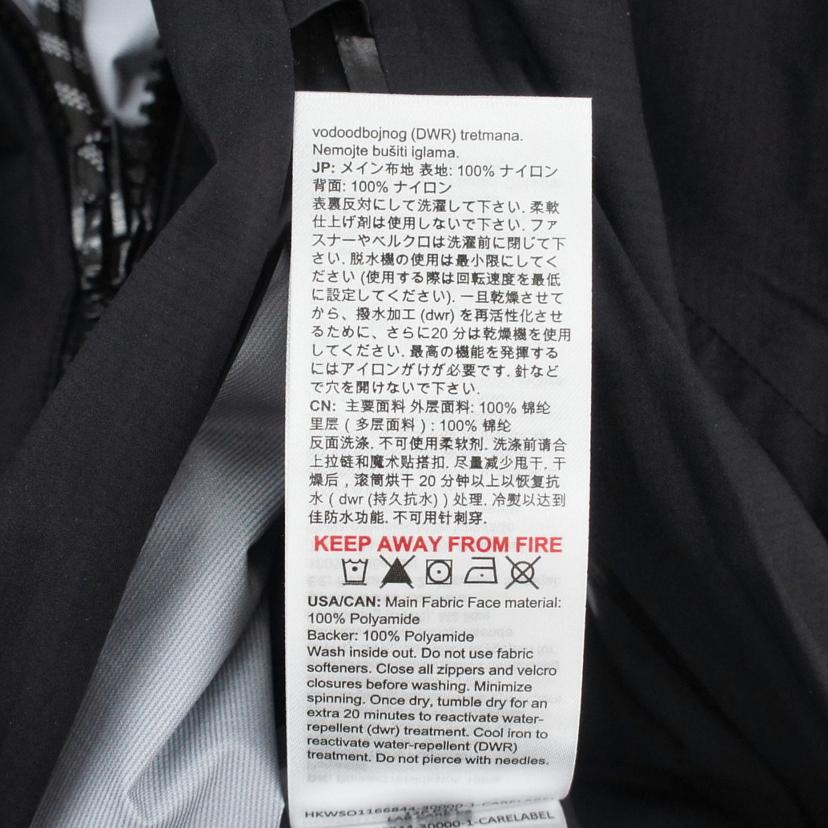 vodoodbojnog (DWR) tretmana.
Nemojte bušiti iglama.
JP: メイン布地 表地: 100% ナイロン
背面: 100% ナイロン
表裏反対にして洗濯して下さい. 柔軟
仕上げ剤は使用しないで下さい. ファ
スナーやベルクロは洗濯前に閉じて下
さい. 脱水機の使用は最小限にしてく
ださい (使用する際は回転速度を最低
に設定してください). 一旦乾燥させて
から、撥水加工 (dwr) を再活性化させ
るために、さらに20 分は乾燥機を使用
してください. 最高の機能を発揮する
にはアイロンがけが必要です. 針など
で穴を開けないで下さい.
CN: 主要面料 外层面料: 100% 锦纶
里层 ( 多层面料 ) : 100% 锦纶
反面洗涤. 不可使用柔软剂. 洗涤前请合
上拉链和魔术贴搭扣. 尽量减少甩干. 干
燥后，滚筒烘干 20 分钟以上以恢复抗
水 ( dwr (持久抗水) ) 处理. 冷熨以达到
佳防水功能. 不可用针刺穿.
KEEP AWAY FROM FIRE
USA/CAN: Main Fabric Face material:
100% Polyamide
Backer: 100% Polyamide
Wash inside out. Do not use fabric
softeners. Close all zippers and velcro
closures before washing. Minimize
spinning. Once dry, tumble dry for an
extra 20 minutes to reactivate water-
repellent (dwr) treatment. Cool iron to
reactivate water-repellent (DWR)
treatment. Do not pierce with needles.
HKWSO1166844-30000-1-CARELABEL
844-30000-1-CARELABEL